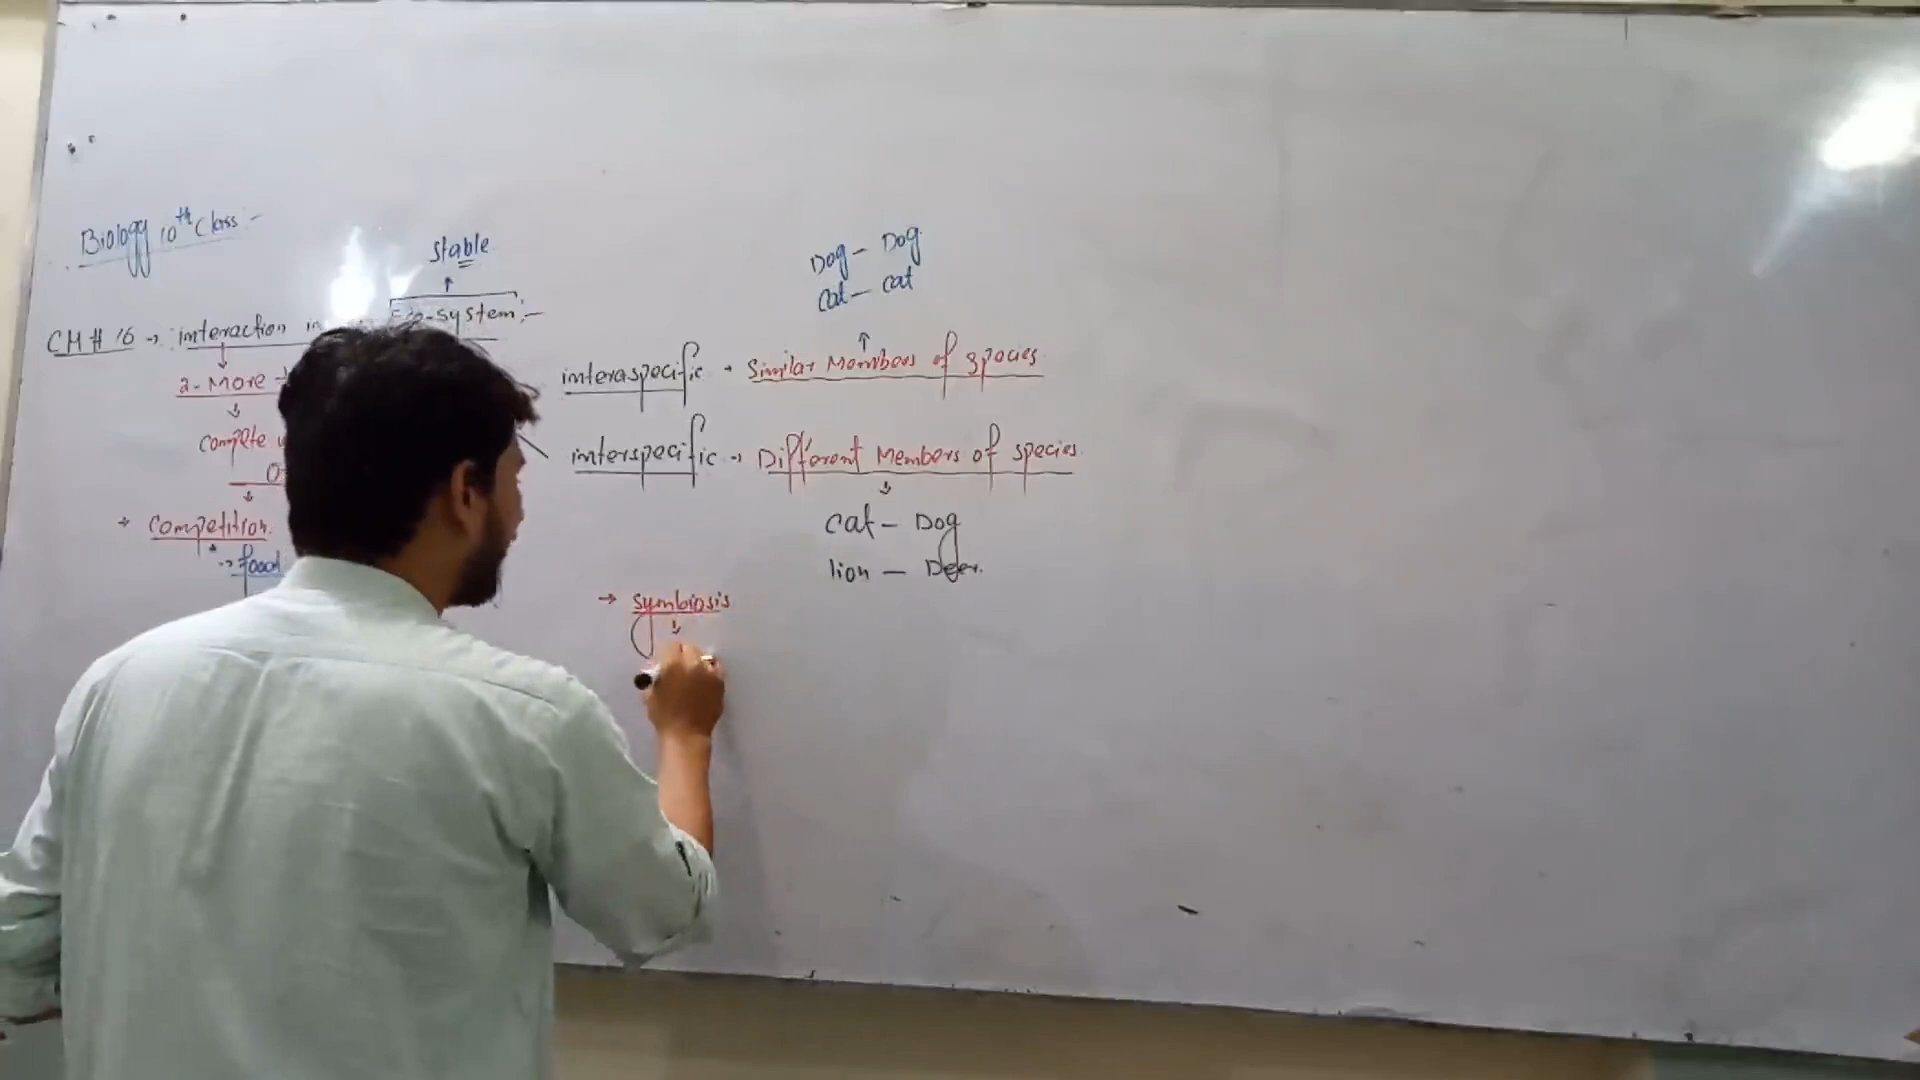 Biology 10th Class:-
Stable
CH # 16 → interaction in Eco-system:-
2- More
complete
competition.
→ food
Dog - Dog
cat - cat
interaspecific → Similar Members of species
interspecific → Different Members of species
cat - Dog
lion - Deer.
→ symbiosis